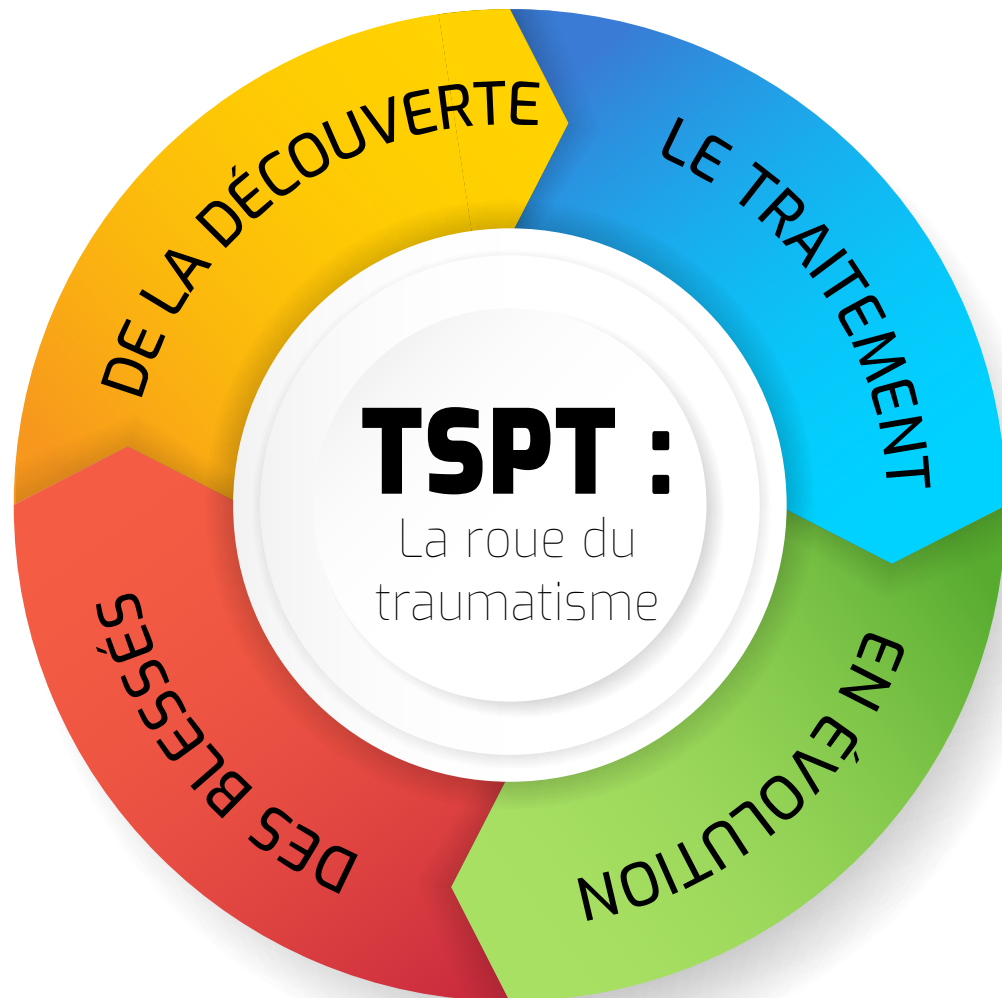 TSPT :
La roue du
traumatisme
DE LA DÉCOUVERTE
LE TRAITEMENT
EN ÉVOLUTION
DES BLESSÉS